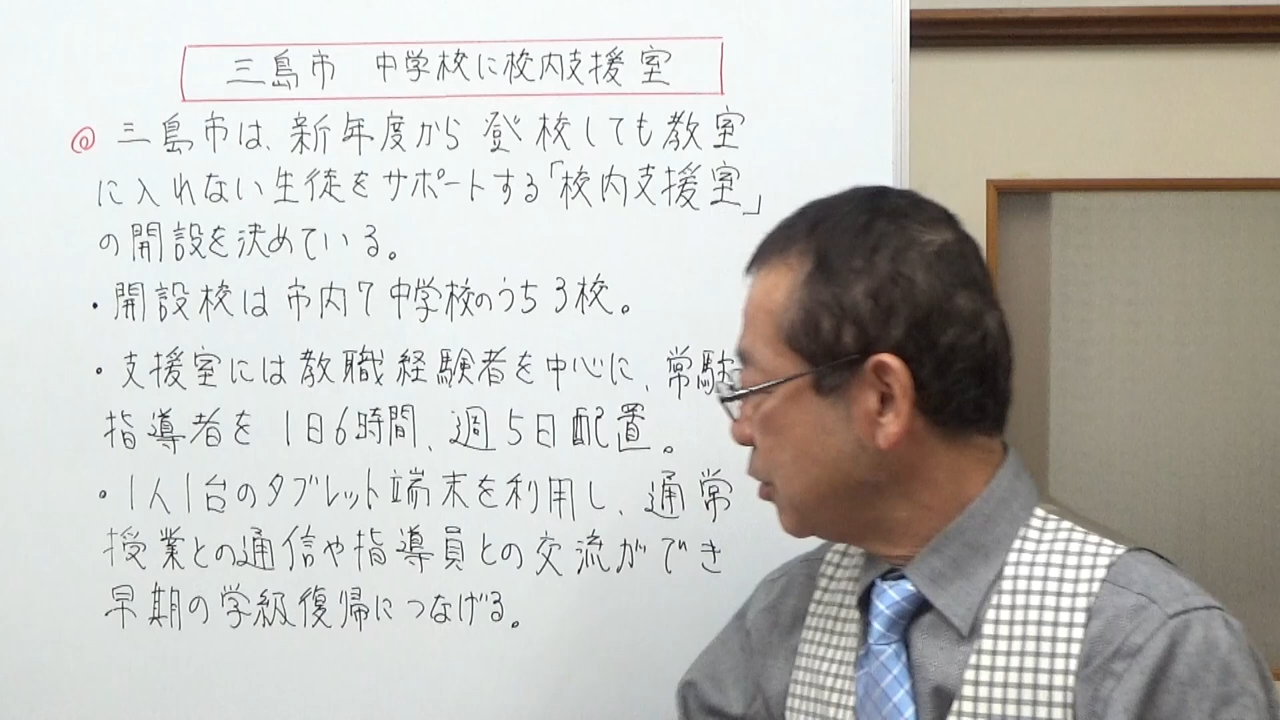 三島市 中学校に校内支援室
◎ 三島市は、新年度から 登校しても教室
に入れない生徒をサポートする「校内支援室」
の開設を決めている。
・開設校は市内7中学校のうち3校。
・支援室には教職経験者を中心に、常駐
指導者を1日6時間、週5日配置。
・1人1台のタブレット端末を利用し、通常
授業との通信や指導員との交流ができ
早期の学級復帰につなげる。